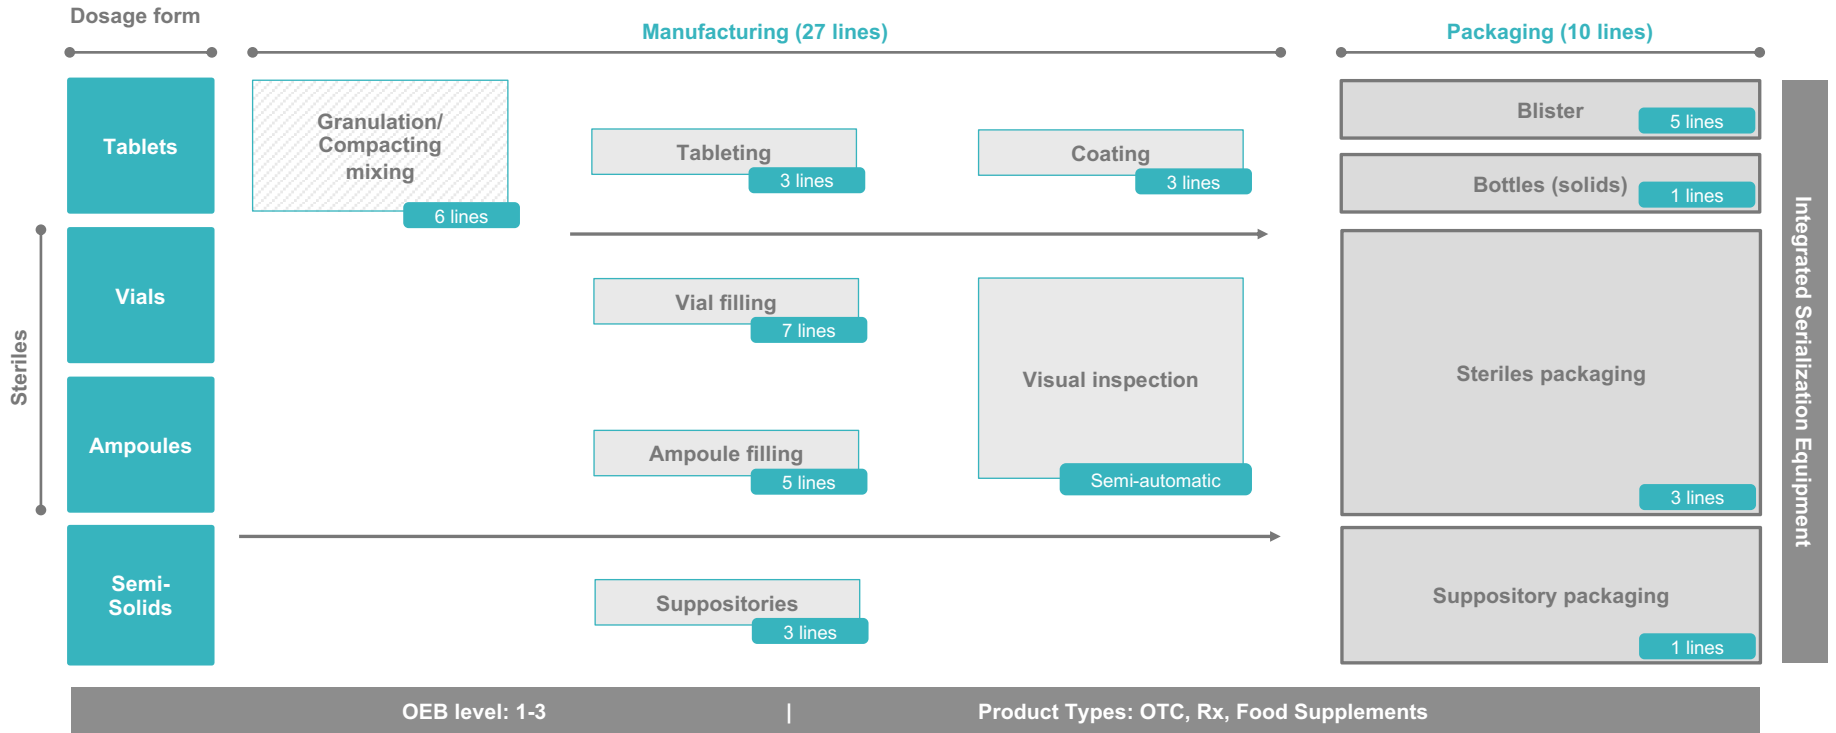 Dosage form
Manufacturing (27 lines)
Packaging (10 lines)
Tablets
Granulation/
Compacting
mixing
6 lines
Tableting
3 lines
Coating
3 lines
Blister
5 lines
Bottles (solids)
1 lines
Steriles
Vials
Vial filling
7 lines
Visual inspection
Semi-automatic
Steriles packaging
3 lines
Ampoules
Ampoule filling
5 lines
Semi-
Solids
Suppositories
3 lines
Suppository packaging
1 lines
Integrated Serialization Equipment
OEB level: 1-3 | Product Types: OTC, Rx, Food Supplements